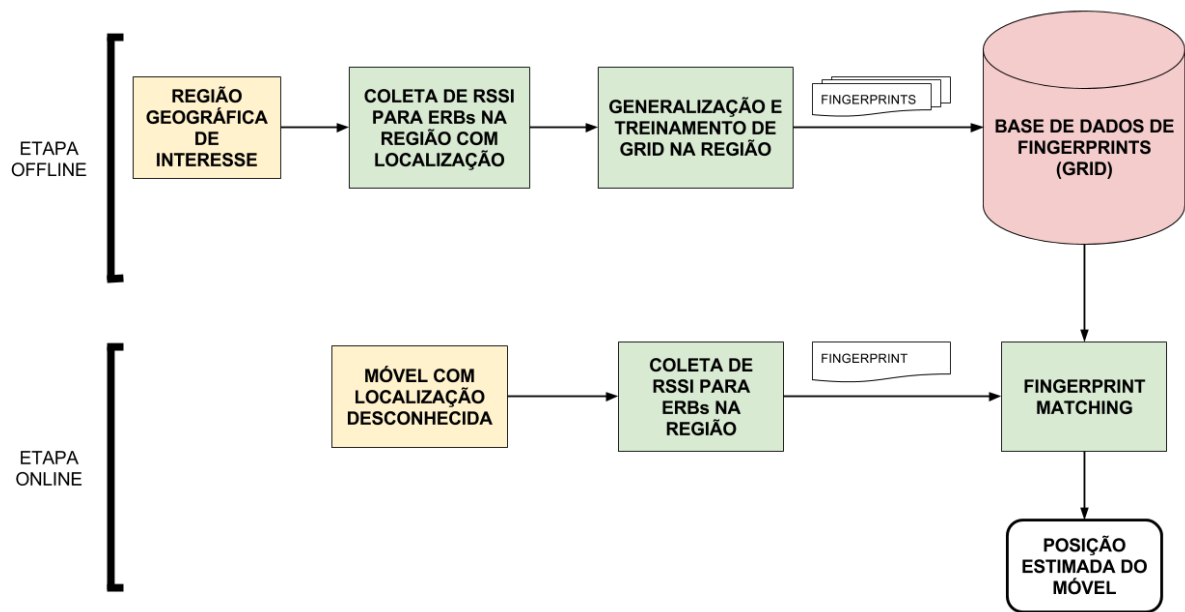 ETAPA
OFFLINE
REGIÃO
GEOGRÁFICA
DE
INTERESSE
COLETA DE RSSI
PARA ERBs NA
REGIÃO COM
LOCALIZAÇÃO
GENERALIZAÇÃO E
TREINAMENTO DE
GRID NA REGIÃO
FINGERPRINTS
BASE DE DADOS DE
FINGERPRINTS
(GRID)
ETAPA
ONLINE
MÓVEL COM
LOCALIZAÇÃO
DESCONHECIDA
COLETA DE
RSSI PARA
ERBs NA
REGIÃO
FINGERPRINT
FINGERPRINT
MATCHING
POSIÇÃO
ESTIMADA DO
MÓVEL